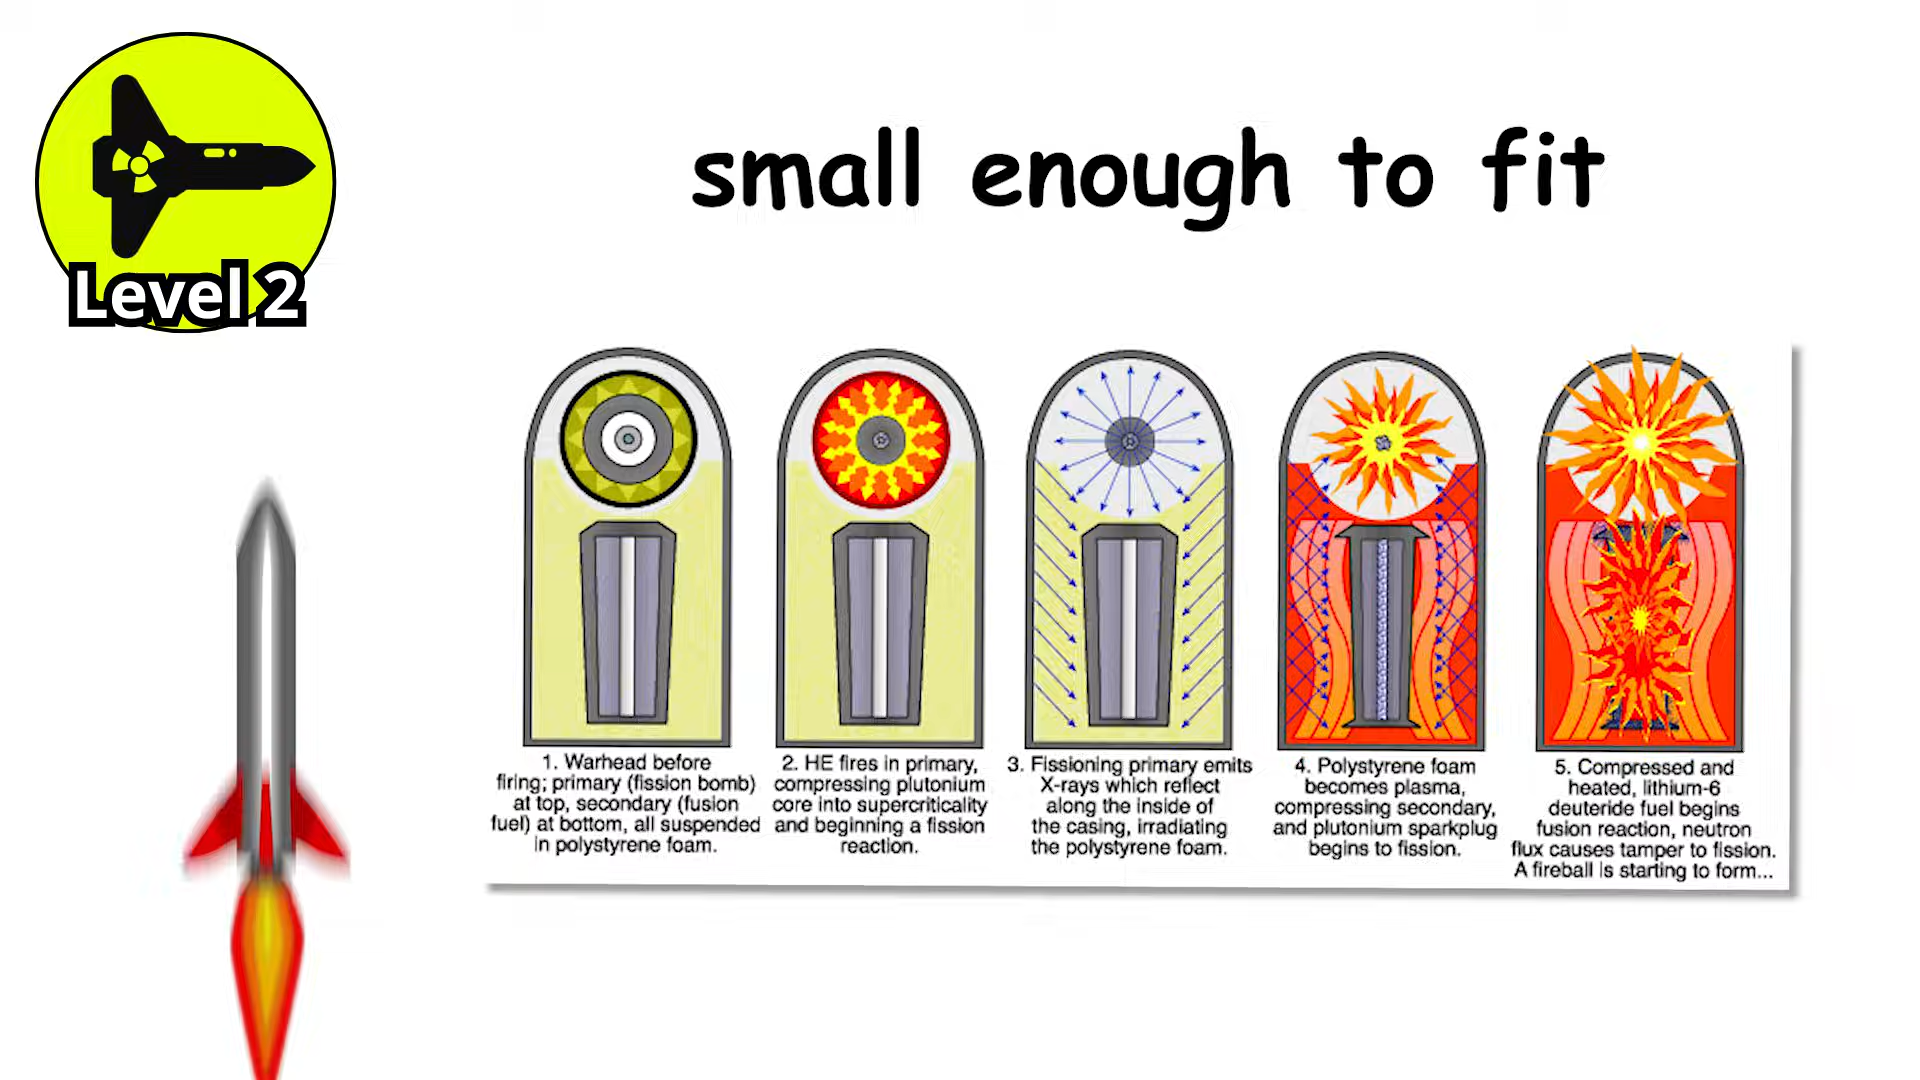 Level 2
small enough to fit
1. Warhead before
firing; primary (fission bomb)
at top, secondary (fusion
fuel) at bottom, all suspended
in polystyrene foam.
2. HE fires in primary,
compressing plutonium
core into supercriticality
and beginning a fission
reaction.
3. Fissioning primary emits
X-rays which reflect
along the inside of
the casing, irradiating
the polystyrene foam.
4. Polystyrene foam
becomes plasma,
compressing secondary,
and plutonium sparkplug
begins to fission.
5. Compressed and
heated, lithium-6
deuteride fuel begins
fusion reaction, neutron
flux causes tamper to fission.
A fireball is starting to form...